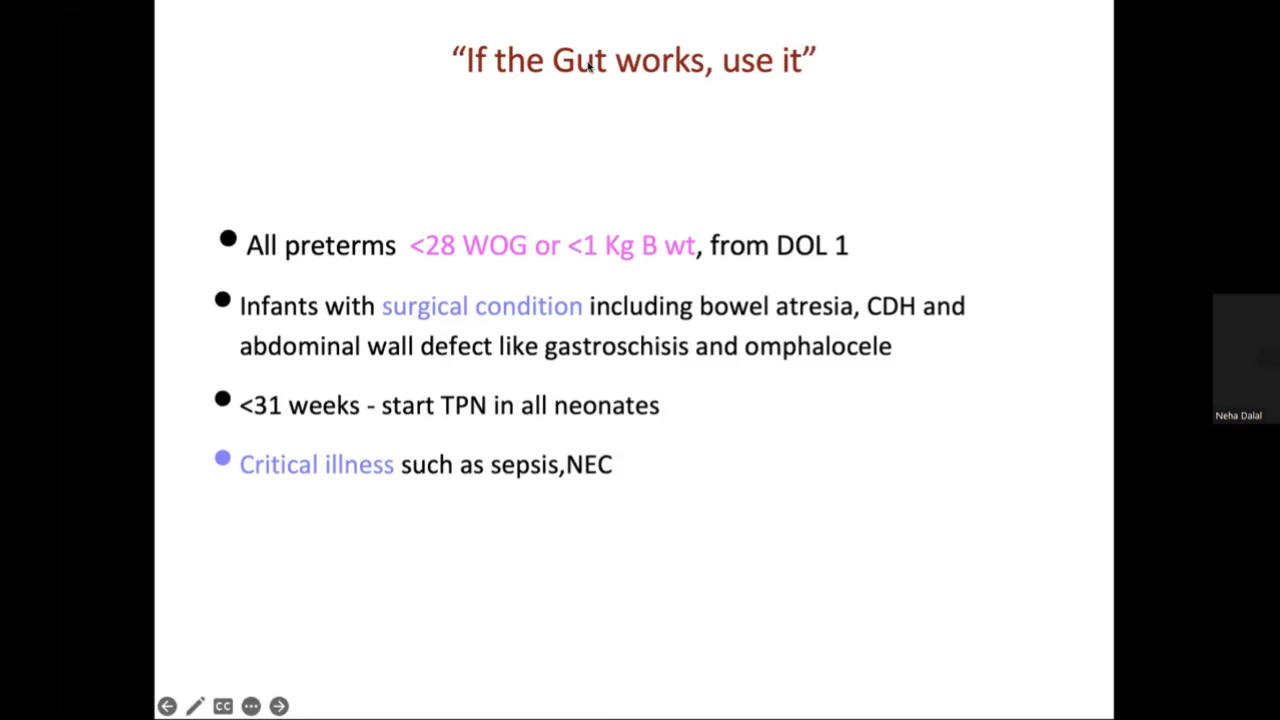 “If the Gut works, use it”
● All preterms <28 WOG or <1 Kg B wt, from DOL 1
● Infants with surgical condition including bowel atresia, CDH and
abdominal wall defect like gastroschisis and omphalocele
● <31 weeks - start TPN in all neonates
● Critical illness such as sepsis,NEC
Neha Dalal
CC